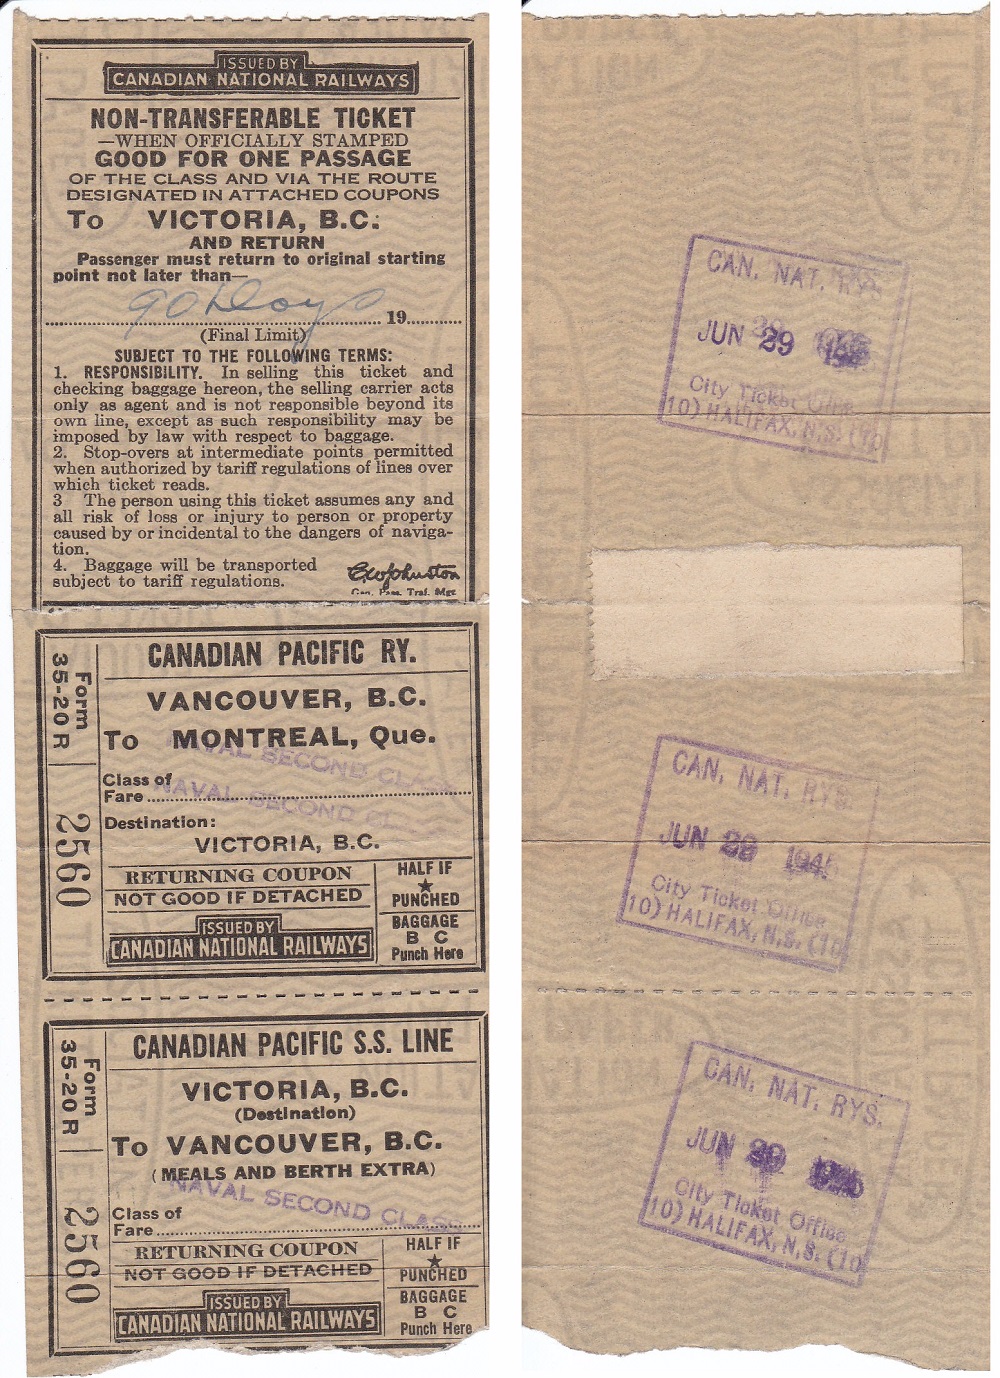 ISSUED BY
CANADIAN NATIONAL RAILWAYS
NON-TRANSFERABLE TICKET
—WHEN OFFICIALLY STAMPED
GOOD FOR ONE PASSAGE
OF THE CLASS AND VIA THE ROUTE
DESIGNATED IN ATTACHED COUPONS
To VICTORIA, B.C.
AND RETURN
Passenger must return to original starting
point not later than—
90 Days
19
(Final Limit)
SUBJECT TO THE FOLLOWING TERMS:
1. RESPONSIBILITY. In selling this ticket and
checking baggage hereon, the selling carrier acts
only as agent and is not responsible beyond its
own line, except as such responsibility may be
imposed by law with respect to baggage.
2. Stop-overs at intermediate points permitted
when authorized by tariff regulations of lines over
which ticket reads.
3 The person using this ticket assumes any and
all risk of loss or injury to person or property
caused by or incidental to the dangers of naviga-
tion.
4. Baggage will be transported
subject to tariff regulations.
Johnston
Gen. Pass. Traf. Mgr.
Form
35-20 R
2560
CANADIAN PACIFIC RY.
VANCOUVER, B.C.
To MONTREAL, Que.
NAVAL SECOND CLASS
Class of
Fare
NAVAL SECOND CLASS
Destination:
VICTORIA, B.C.
RETURNING COUPON
NOT GOOD IF DETACHED
HALF IF
★
PUNCHED
ISSUED BY
CANADIAN NATIONAL RAILWAYS
BAGGAGE
B C
Punch Here
Form
35-20 R
2560
CANADIAN PACIFIC S.S. LINE
VICTORIA, B.C.
(Destination)
To VANCOUVER, B.C.
(MEALS AND BERTH EXTRA)
NAVAL SECOND CLASS
Class of
Fare
RETURNING COUPON
NOT GOOD IF DETACHED
HALF IF
★
PUNCHED
ISSUED BY
CANADIAN NATIONAL RAILWAYS
BAGGAGE
B C
Punch Here
CAN. NAT. RYS.
JUN 29
City Ticket Office
10) HALIFAX, N.S. (10
CAN. NAT. RYS.
JUN 1945
City Ticket Office
10) HALIFAX, N.S. (10
CAN. NAT. RYS.
JUN
City Ticket Office
10) HALIFAX, N.S. (10